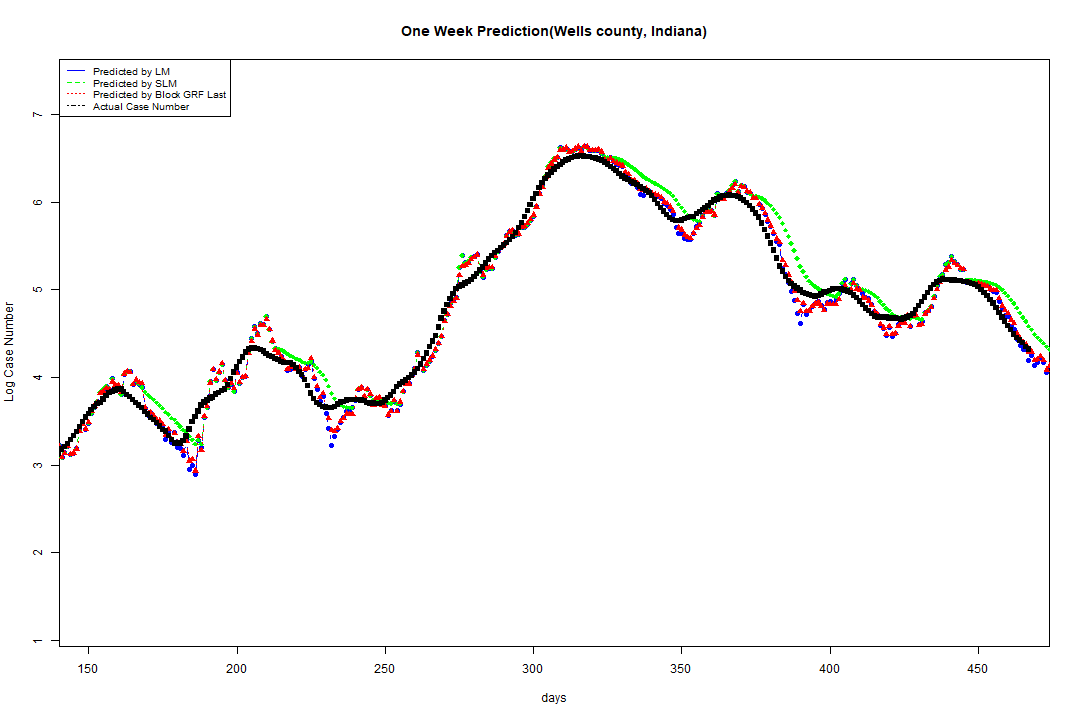 One Week Prediction(Wells county, Indiana)
Predicted by LM
Predicted by SLM
Predicted by Block GRF Last
Actual Case Number
7
6
5
4
3
2
1
Log Case Number
150 200 250 300 350 400 450
days